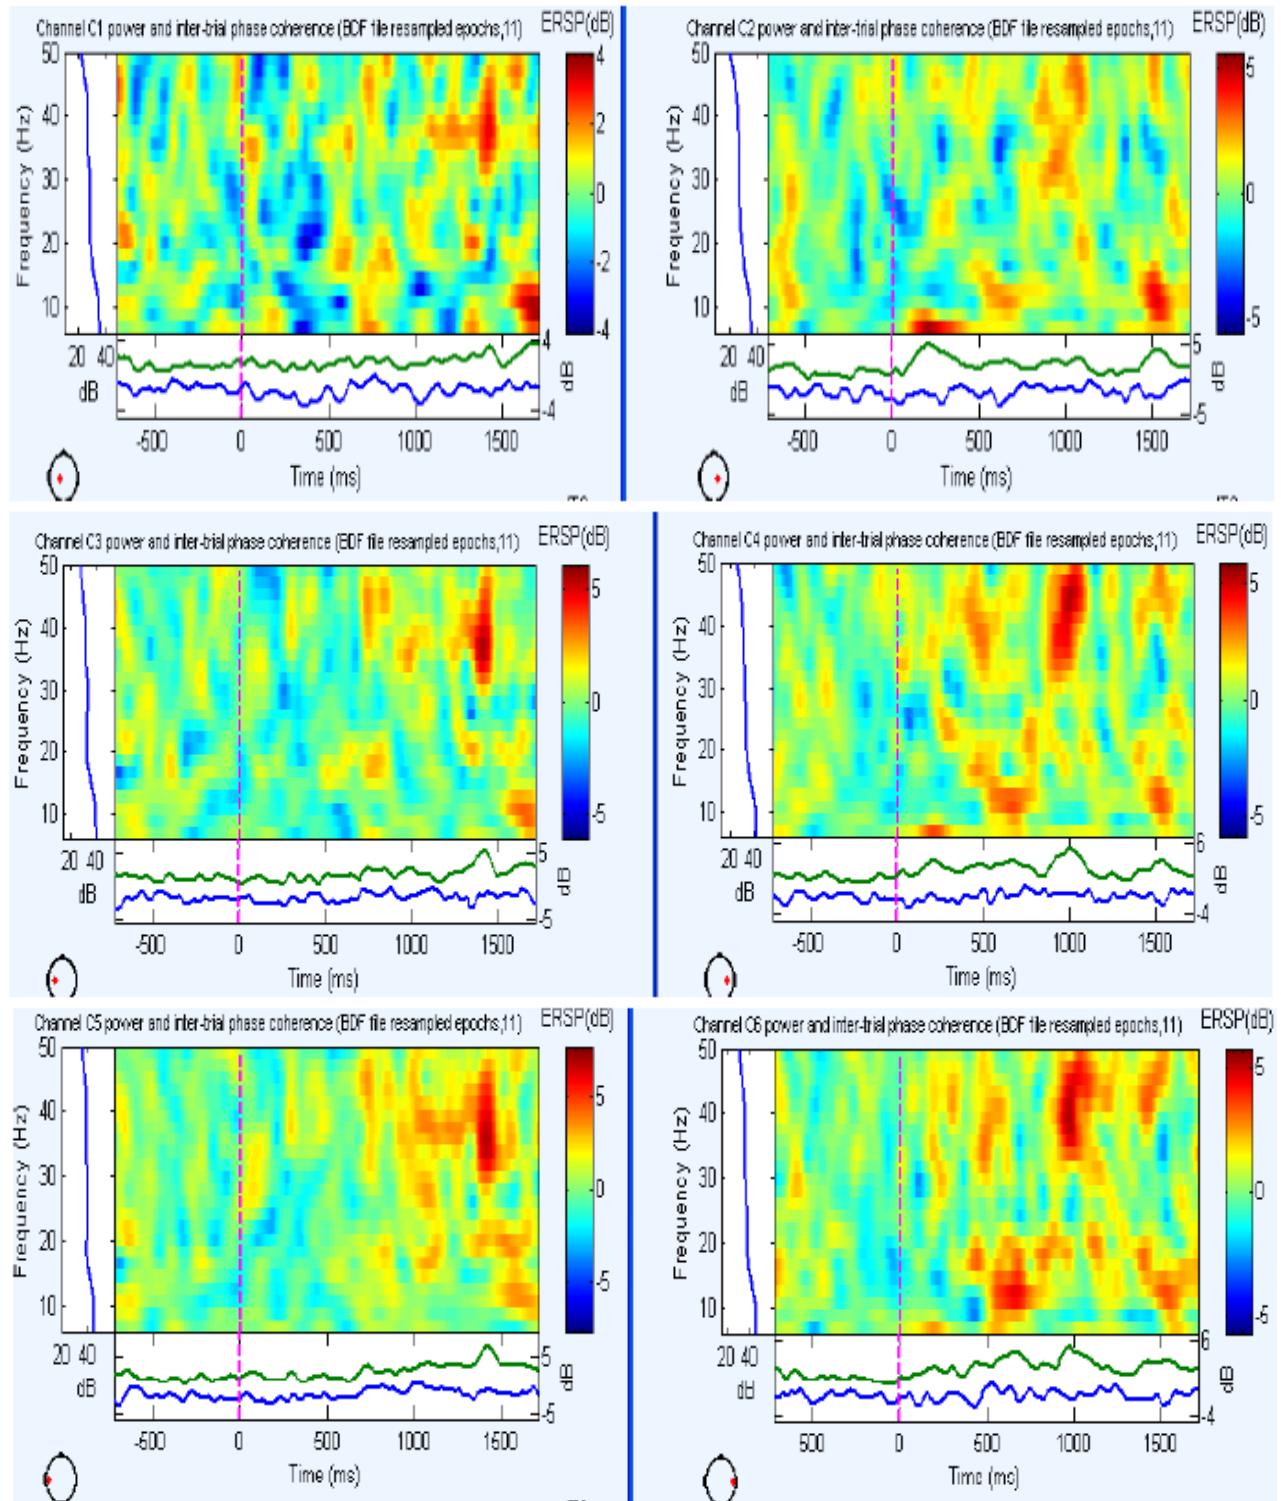 Channel C1 power and inter-trial phase coherence (BDF file resampled epochs,11) ERSP(dB)
50
40
30
20
10
Frequency (Hz)
4
2
0
-2
-4
20 40
dB
4
-4
dB
-500 0 500 1000 1500
Time (ms)
Channel C2 power and inter-trial phase coherence (BDF file resampled epochs,11) ERSP(dB)
50
40
30
20
10
Frequency (Hz)
5
0
-5
20 40
dB
5
-5
dB
-500 0 500 1000 1500
Time (ms)
Channel C3 power and inter-trial phase coherence (BDF file resampled epochs,11) ERSP(dB)
50
40
30
20
10
Frequency (Hz)
5
0
-5
20 40
dB
5
-5
dB
-500 0 500 1000 1500
Time (ms)
Channel C4 power and inter-trial phase coherence (BDF file resampled epochs,11) ERSP(dB)
50
40
30
20
10
Frequency (Hz)
5
0
-5
20 40
dB
6
-4
dB
-500 0 500 1000 1500
Time (ms)
Channel C5 power and inter-trial phase coherence (BDF file resampled epochs,11) ERSP(dB)
50
40
30
20
10
Frequency (Hz)
5
0
-5
20 40
dB
5
-5
dB
-500 0 500 1000 1500
Time (ms)
Channel C6 power and inter-trial phase coherence (BDF file resampled epochs,11) ERSP(dB)
50
40
30
20
10
Frequency (Hz)
5
0
-5
20 40
dB
6
-4
dB
500 0 500 1000 1500
Time (ms)